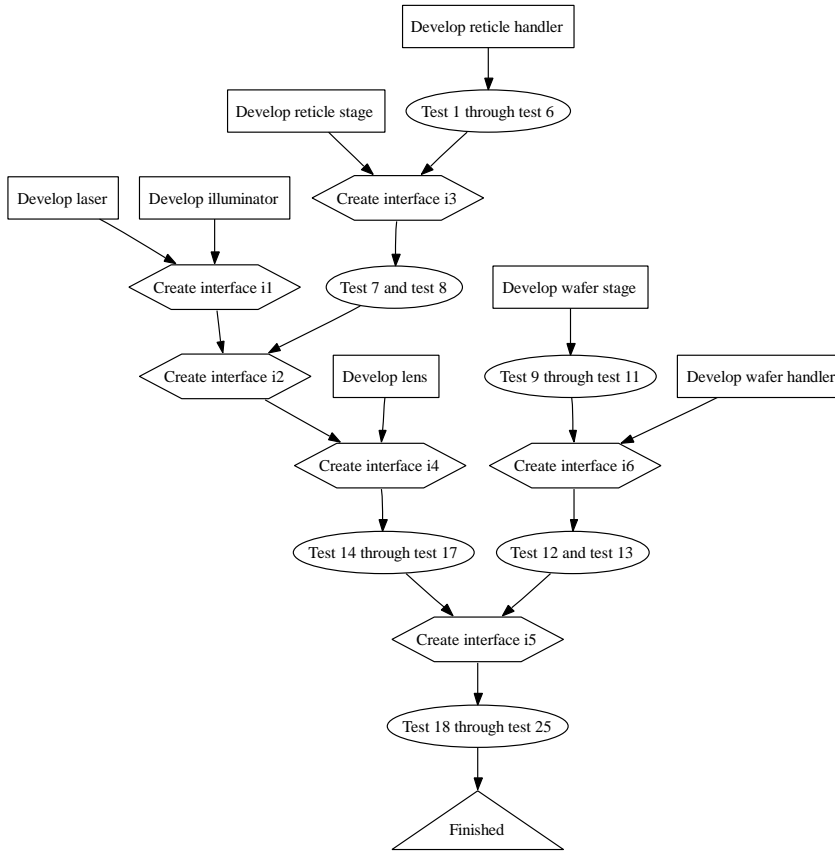 Develop reticle handler
Develop reticle stage
Test 1 through test 6
Develop laser
Develop illuminator
Create interface i3
Create interface i1
Test 7 and test 8
Develop wafer stage
Create interface i2
Develop lens
Test 9 through test 11
Develop wafer handler
Create interface i4
Create interface i6
Test 14 through test 17
Test 12 and test 13
Create interface i5
Test 18 through test 25
Finished